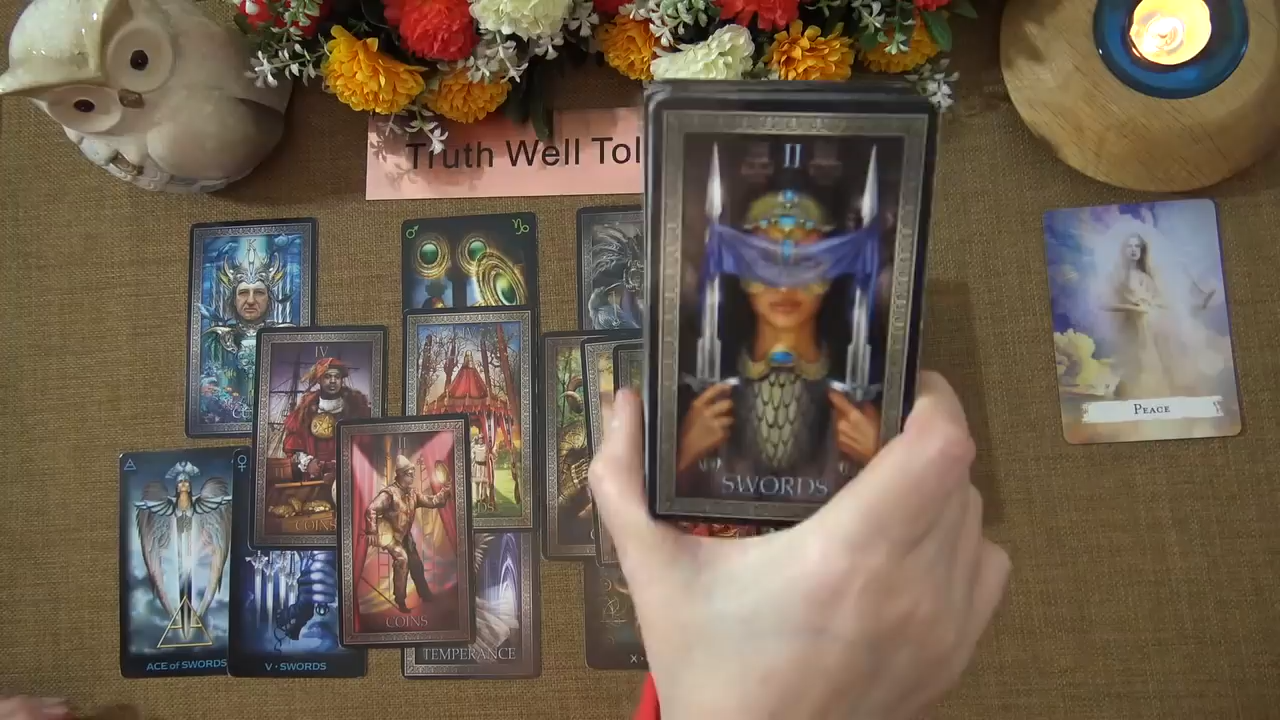 Truth Well Tol
II
SWORDS
IV
COINS
II
COINS
TEMPERANCE
ACE of SWORDS
V • SWORDS
PEACE